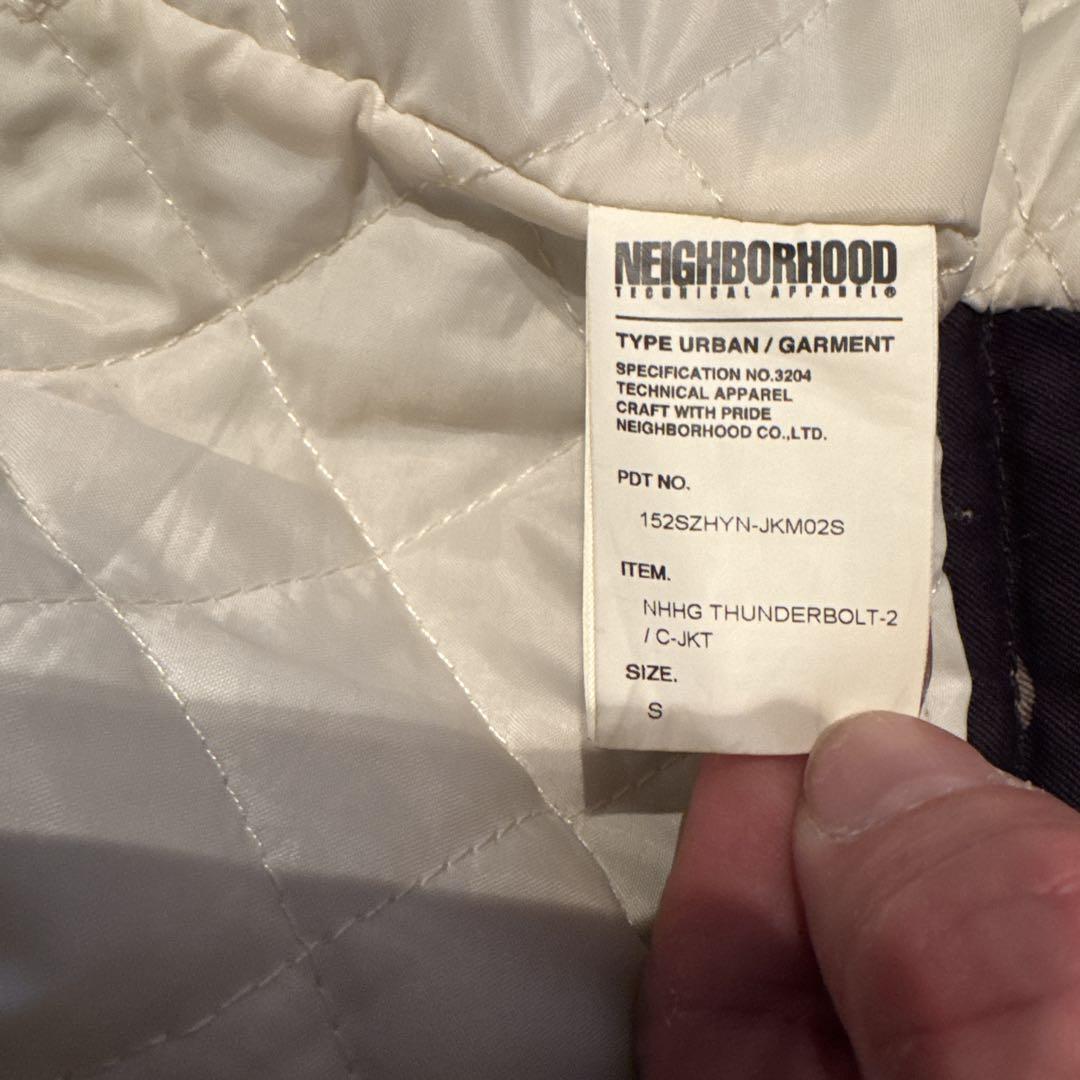 NEIGHBORHOOD
TECHNICAL APPAREL®
TYPE URBAN / GARMENT
SPECIFICATION NO.3204
TECHNICAL APPAREL
CRAFT WITH PRIDE
NEIGHBORHOOD CO.,LTD.
PDT NO.
152SZHYN-JKM02S
ITEM.
NHHG THUNDERBOLT-2
/ C-JKT
SIZE.
S